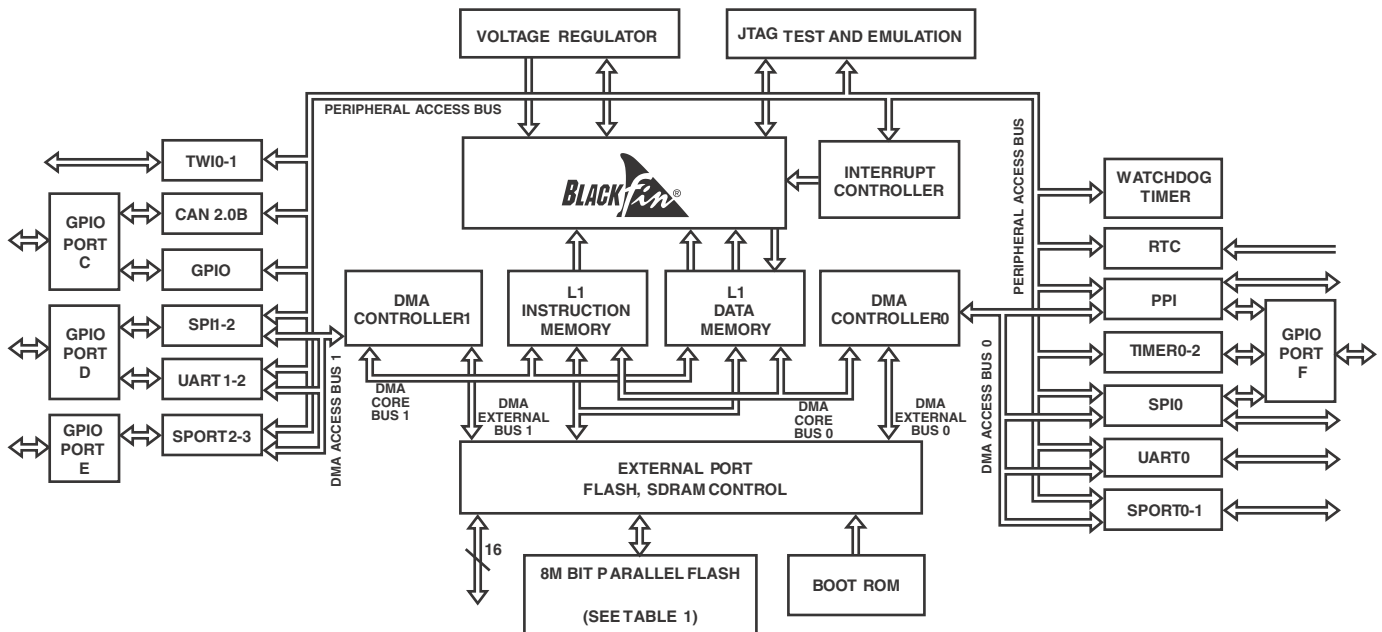 VOLTAGE REGULATOR
JTAG TEST AND EMULATION
PERIPHERAL ACCESS BUS
TWI0-1
CAN 2.0B
GPIO
SPI1-2
UART 1-2
SPORT2-3
GPIO
PORT
C
GPIO
PORT
D
GPIO
PORT
E
BLACKfin®
INTERRUPT
CONTROLLER
DMA
CONTROLLER1
L1
INSTRUCTION
MEMORY
L1
DATA
MEMORY
DMA
CONTROLLER0
DMA ACCESS BUS 1
DMA
CORE
BUS 1
DMA
EXTERNAL
BUS 1
DMA
CORE
BUS 0
DMA
EXTERNAL
BUS 0
PERIPHERAL ACCESS BUS
DMA ACCESS BUS 0
WATCHDOG
TIMER
RTC
PPI
TIMER0-2
SPI0
UART0
SPORT0-1
GPIO
PORT
F
EXTERNAL PORT
FLASH, SDRAM CONTROL
16
8M BIT PARALLEL FLASH
(SEE TABLE 1)
BOOT ROM